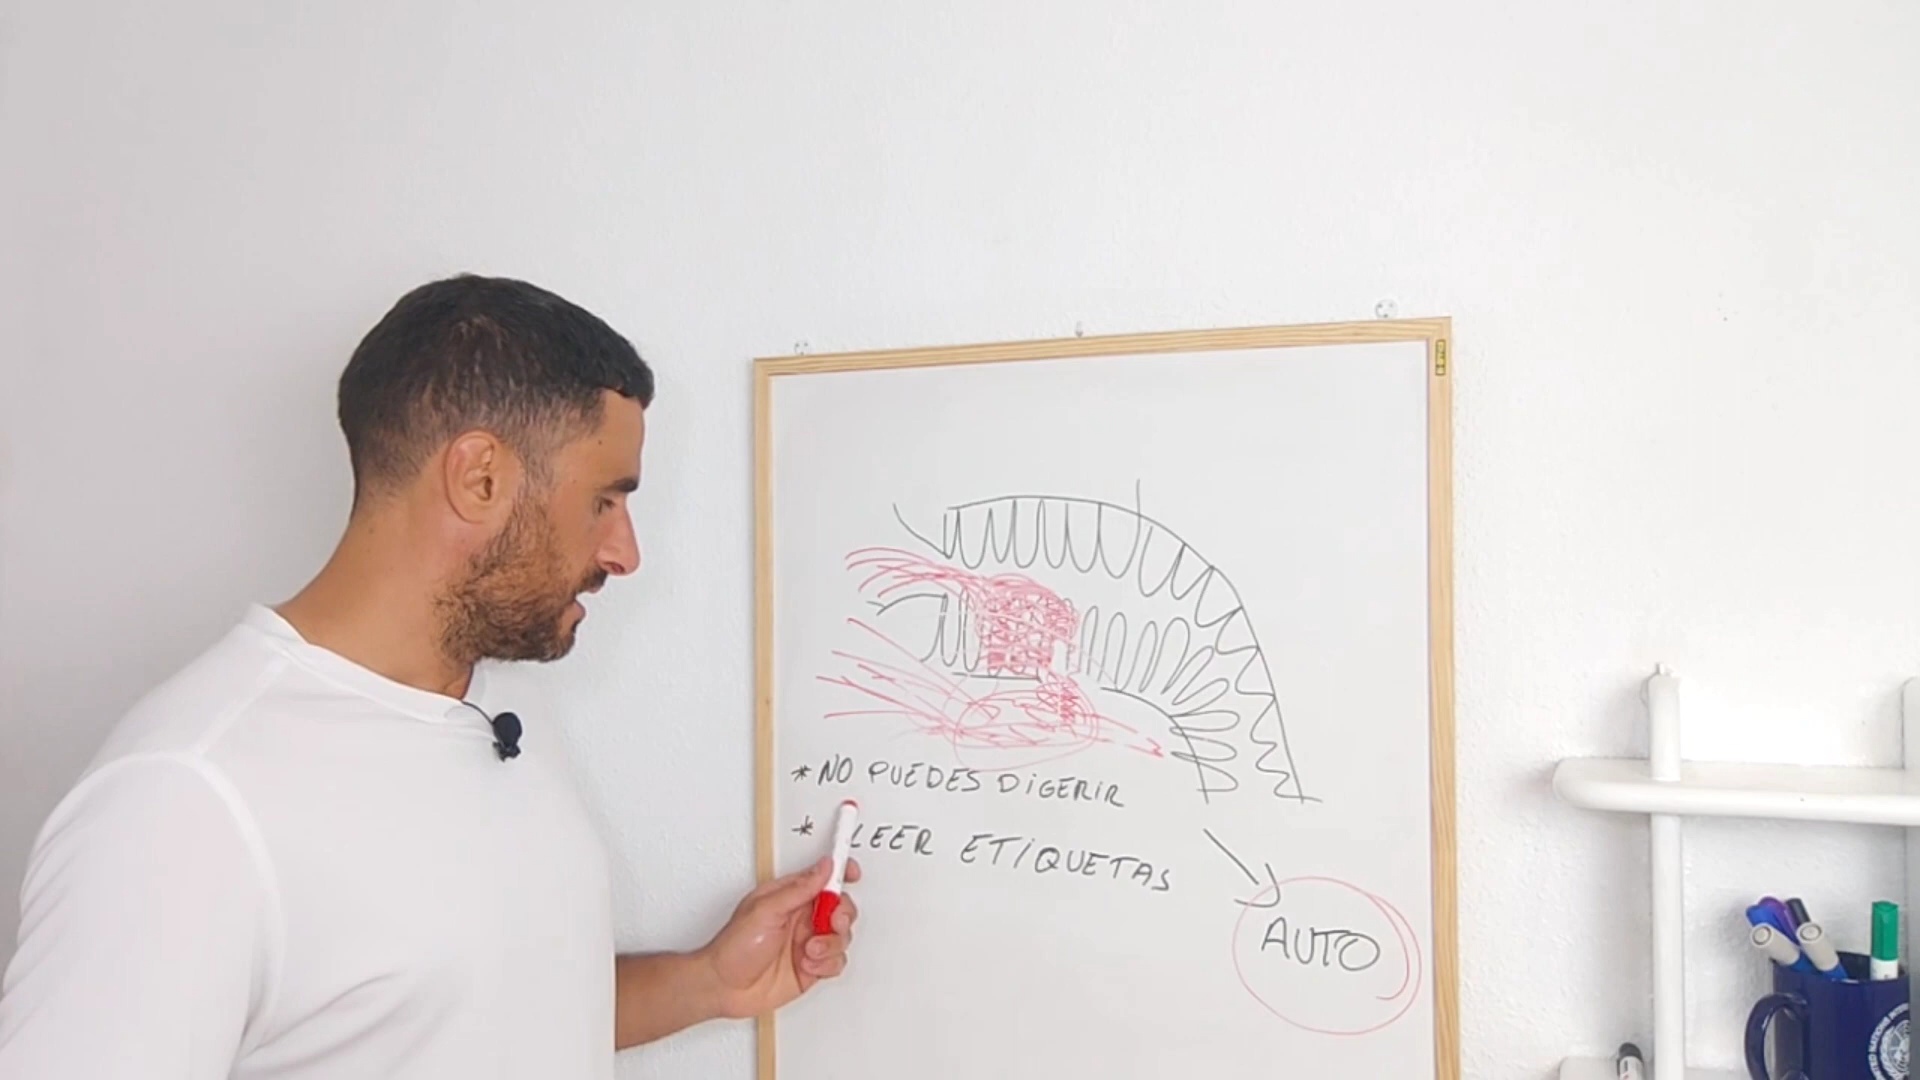 * NO PUEDES DIGERIR
* LEER ETIQUETAS
AUTO